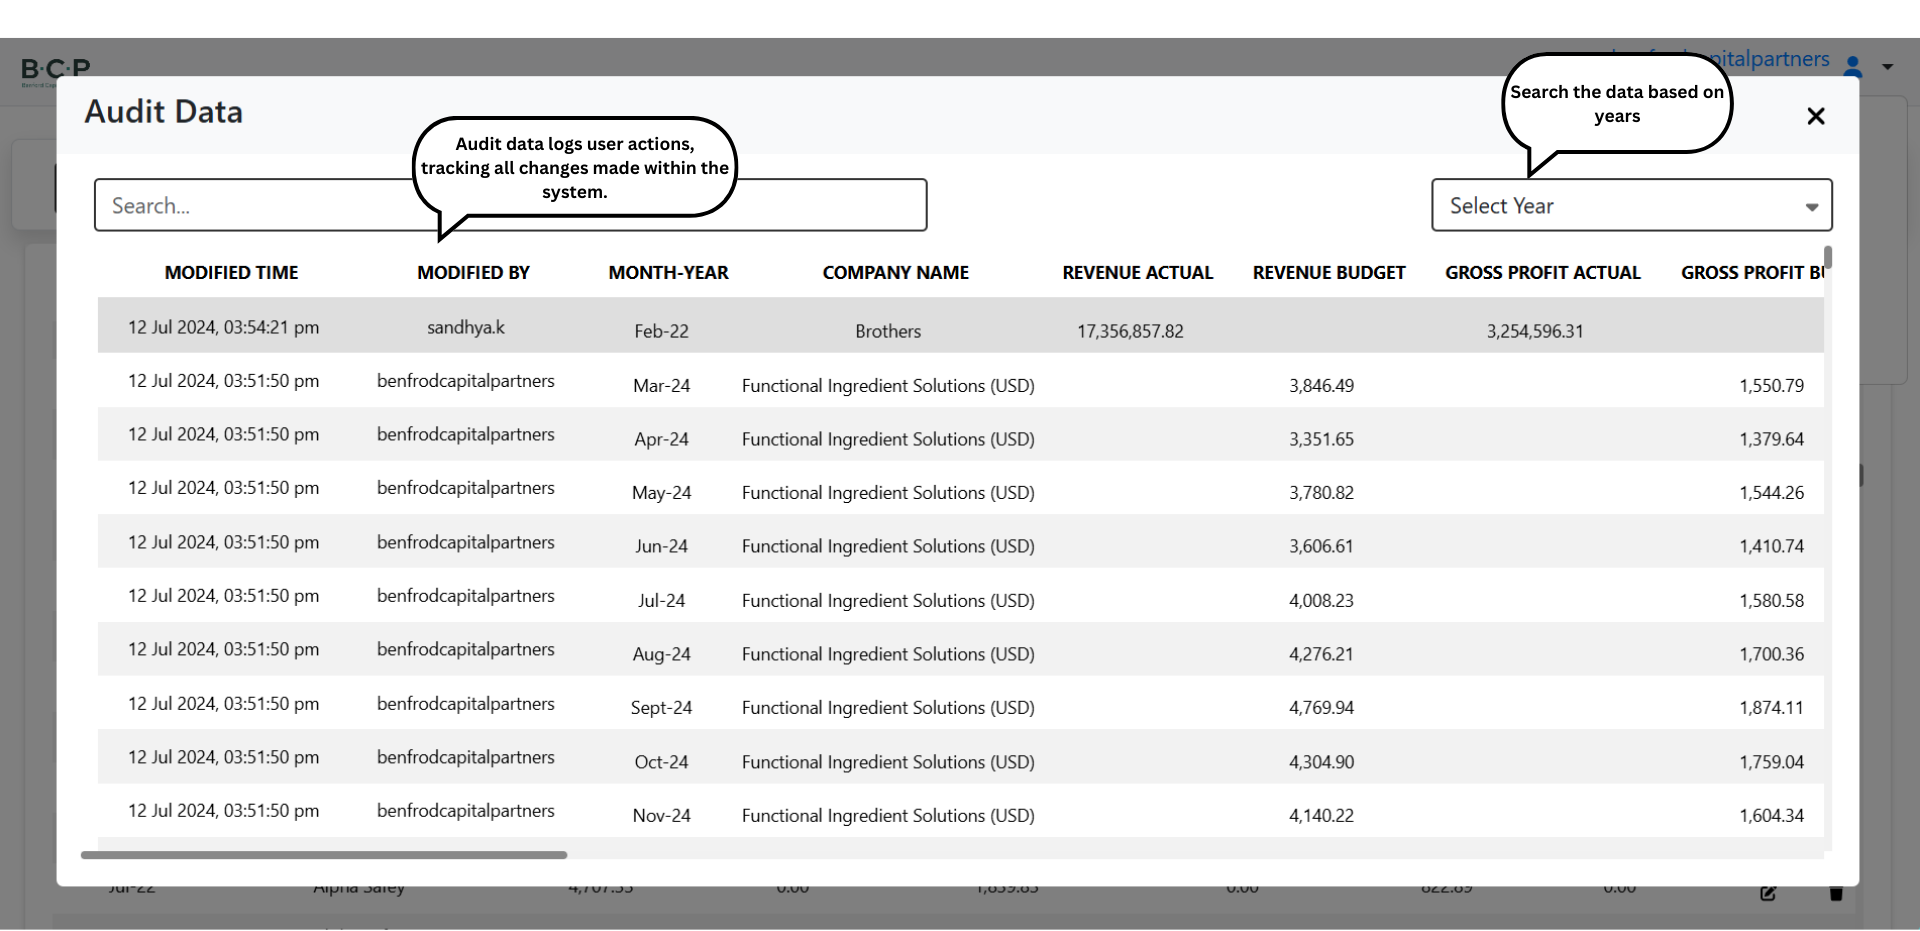 B·C·P
pitalpartners
Audit Data
Search the data based on
years
Audit data logs user actions,
tracking all changes made within the
system.
Search...
Select Year
MODIFIED TIME MODIFIED BY MONTH-YEAR COMPANY NAME REVENUE ACTUAL REVENUE BUDGET GROSS PROFIT ACTUAL GROSS PROFIT BU
12 Jul 2024, 03:54:21 pm sandhya.k Feb-22 Brothers 17,356,857.82 3,254,596.31
12 Jul 2024, 03:51:50 pm benfrodcapitalpartners Mar-24 Functional Ingredient Solutions (USD) 3,846.49 1,550.79
12 Jul 2024, 03:51:50 pm benfrodcapitalpartners Apr-24 Functional Ingredient Solutions (USD) 3,351.65 1,379.64
12 Jul 2024, 03:51:50 pm benfrodcapitalpartners May-24 Functional Ingredient Solutions (USD) 3,780.82 1,544.26
12 Jul 2024, 03:51:50 pm benfrodcapitalpartners Jun-24 Functional Ingredient Solutions (USD) 3,606.61 1,410.74
12 Jul 2024, 03:51:50 pm benfrodcapitalpartners Jul-24 Functional Ingredient Solutions (USD) 4,008.23 1,580.58
12 Jul 2024, 03:51:50 pm benfrodcapitalpartners Aug-24 Functional Ingredient Solutions (USD) 4,276.21 1,700.36
12 Jul 2024, 03:51:50 pm benfrodcapitalpartners Sept-24 Functional Ingredient Solutions (USD) 4,769.94 1,874.11
12 Jul 2024, 03:51:50 pm benfrodcapitalpartners Oct-24 Functional Ingredient Solutions (USD) 4,304.90 1,759.04
12 Jul 2024, 03:51:50 pm benfrodcapitalpartners Nov-24 Functional Ingredient Solutions (USD) 4,140.22 1,604.34
Jul-22 Alpha Safey 4,707.55 0.00 1,859.85 0.00 822.89 0.00